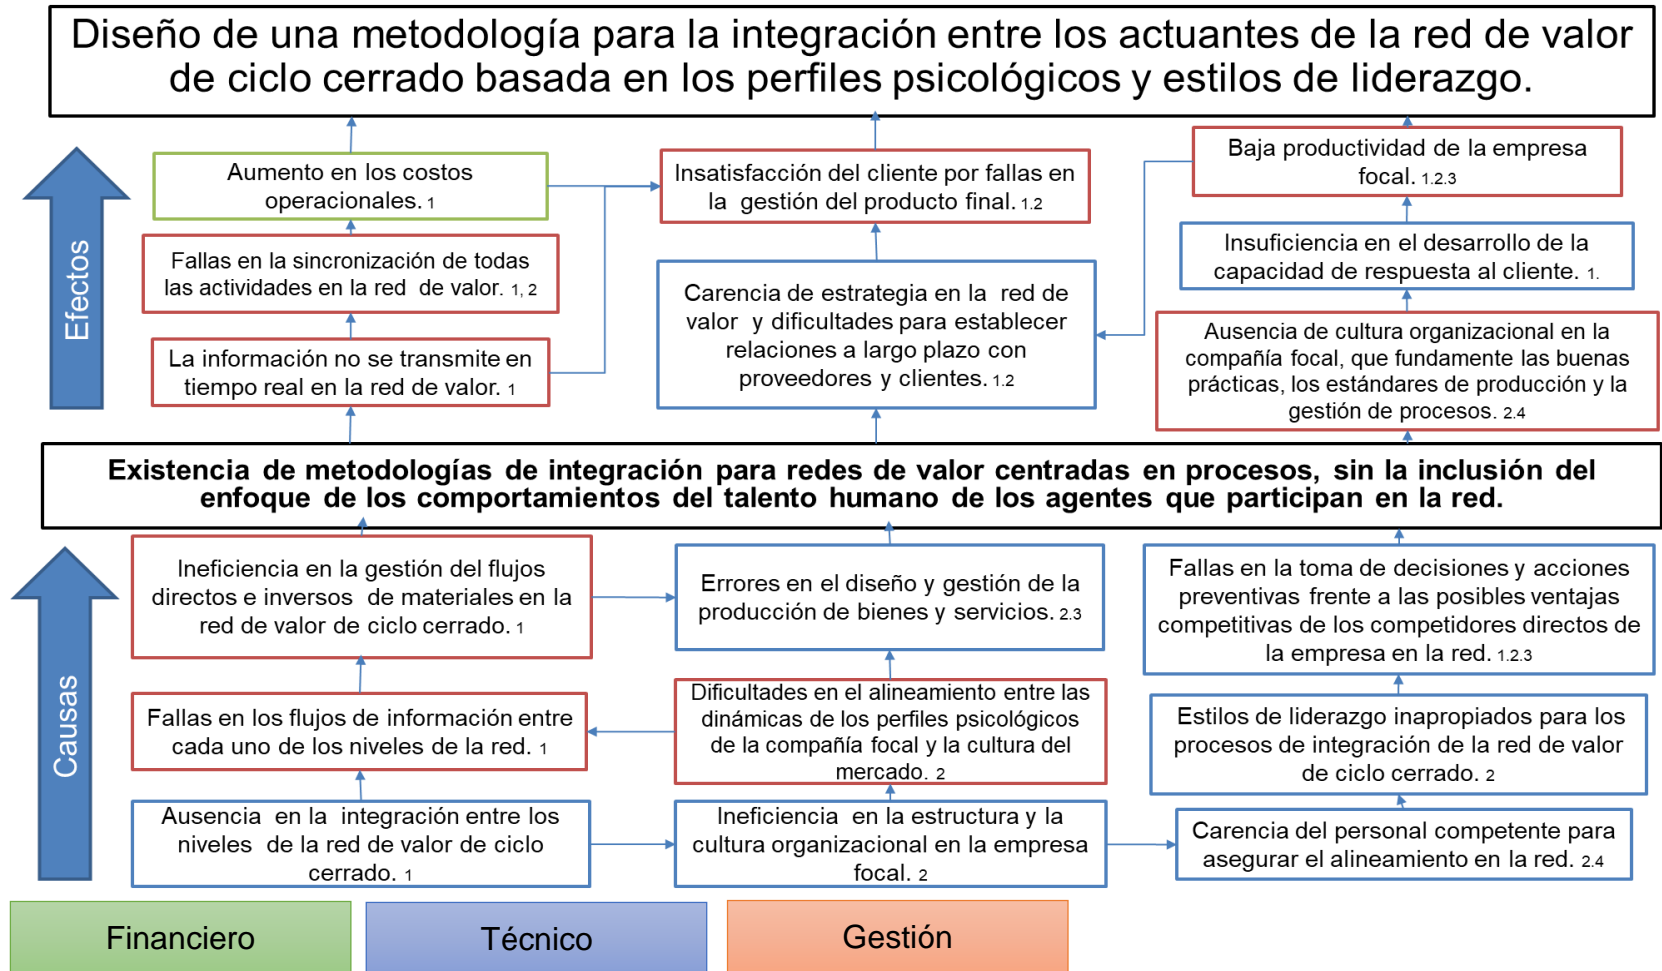 Diseño de una metodología para la integración entre los actuantes de la red de valor
de ciclo cerrado basada en los perfiles psicológicos y estilos de liderazgo.
Efectos
Aumento en los costos
operacionales. 1
Insatisfacción del cliente por fallas en
la gestión del producto final. 1.2
Baja productividad de la empresa
focal. 1.2.3
Fallas en la sincronización de todas
las actividades en la red de valor. 1, 2
Insuficiencia en el desarrollo de la
capacidad de respuesta al cliente. 1.
Carencia de estrategia en la red de
valor y dificultades para establecer
relaciones a largo plazo con
proveedores y clientes. 1.2
La información no se transmite en
tiempo real en la red de valor. 1
Ausencia de cultura organizacional en la
compañía focal, que fundamente las buenas
prácticas, los estándares de producción y la
gestión de procesos. 2.4
Existencia de metodologías de integración para redes de valor centradas en procesos, sin la inclusión del
enfoque de los comportamientos del talento humano de los agentes que participan en la red.
Causas
Ineficiencia en la gestión del flujos
directos e inversos de materiales en la
red de valor de ciclo cerrado. 1
Errores en el diseño y gestión de la
producción de bienes y servicios. 2.3
Fallas en la toma de decisiones y acciones
preventivas frente a las posibles ventajas
competitivas de los competidores directos de
la empresa en la red. 1.2.3
Fallas en los flujos de información entre
cada uno de los niveles de la red. 1
Dificultades en el alineamiento entre las
dinámicas de los perfiles psicológicos
de la compañía focal y la cultura del
mercado. 2
Estilos de liderazgo inapropiados para los
procesos de integración de la red de valor
de ciclo cerrado. 2
Ausencia en la integración entre los
niveles de la red de valor de ciclo
cerrado. 1
Ineficiencia en la estructura y la
cultura organizacional en la empresa
focal. 2
Carencia del personal competente para
asegurar el alineamiento en la red. 2.4
Financiero
Técnico
Gestión